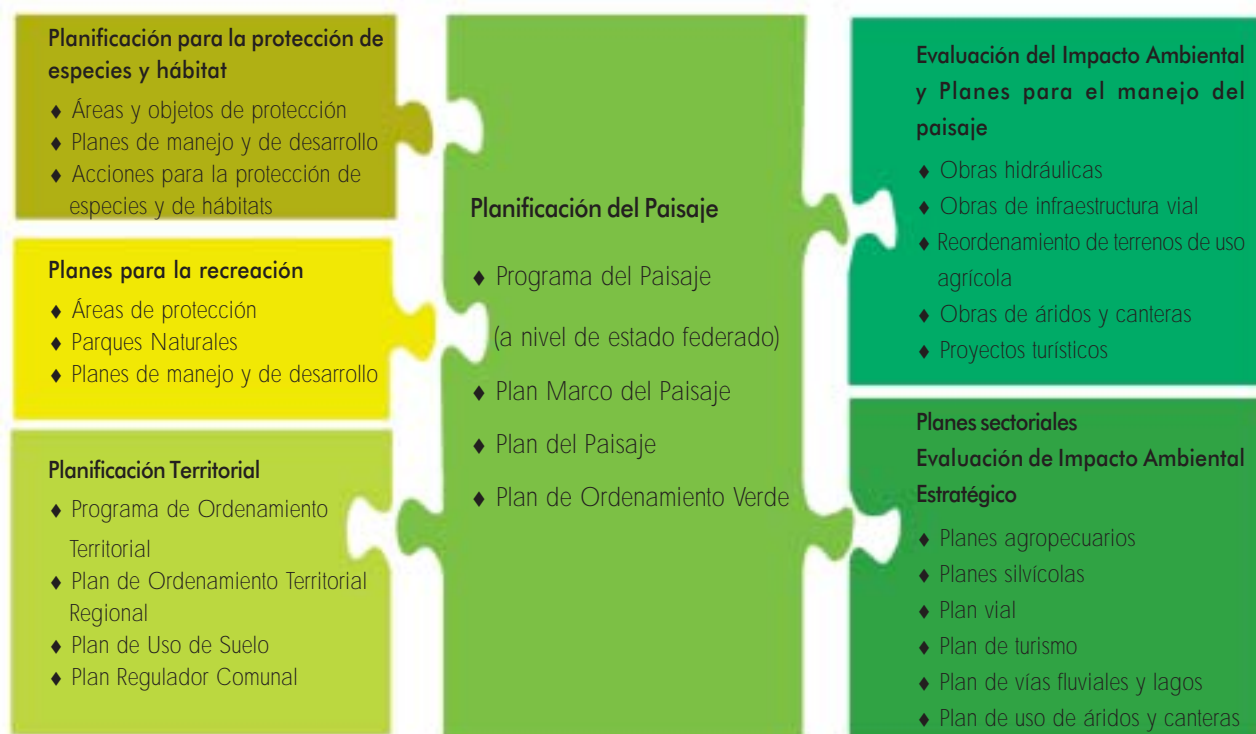 Planificación para la protección de
especies y hábitat
♦ Áreas y objetos de protección
♦ Planes de manejo y de desarrollo
♦ Acciones para la protección de
especies y de hábitats
Planes para la recreación
♦ Áreas de protección
♦ Parques Naturales
♦ Planes de manejo y de desarrollo
Planificación Territorial
♦ Programa de Ordenamiento
Territorial
♦ Plan de Ordenamiento Territorial
Regional
♦ Plan de Uso de Suelo
♦ Plan Regulador Comunal
Planificación del Paisaje
♦ Programa del Paisaje
(a nivel de estado federado)
♦ Plan Marco del Paisaje
♦ Plan del Paisaje
♦ Plan de Ordenamiento Verde
Evaluación del Impacto Ambiental
y Planes para el manejo del
paisaje
♦ Obras hidráulicas
♦ Obras de infraestructura vial
♦ Reordenamiento de terrenos de uso
agrícola
♦ Obras de áridos y canteras
♦ Proyectos turísticos
Planes sectoriales
Evaluación de Impacto Ambiental
Estratégico
♦ Planes agropecuarios
♦ Planes silvícolas
♦ Plan vial
♦ Plan de turismo
♦ Plan de vías fluviales y lagos
♦ Plan de uso de áridos y canteras